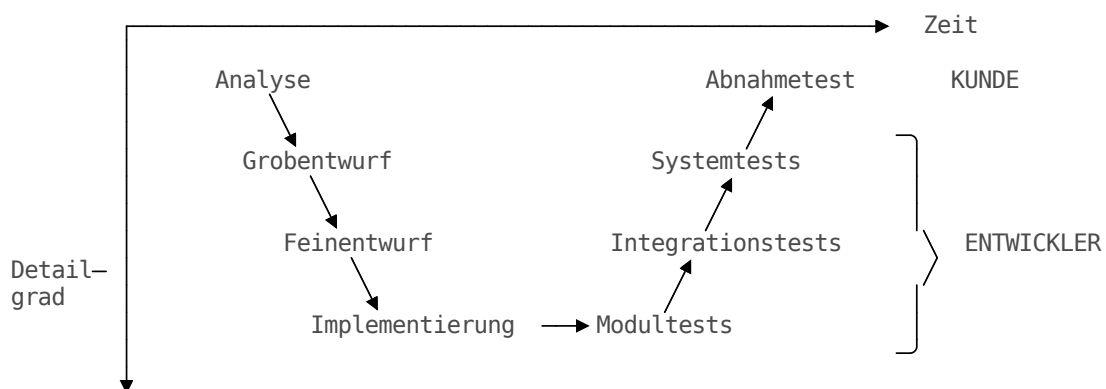 Zeit
Analyse Abnahmetest KUNDE
Grobentwurf Systemtests
Feinentwurf Integrationstests ENTWICKLER
Detail–
grad
Implementierung Modultests